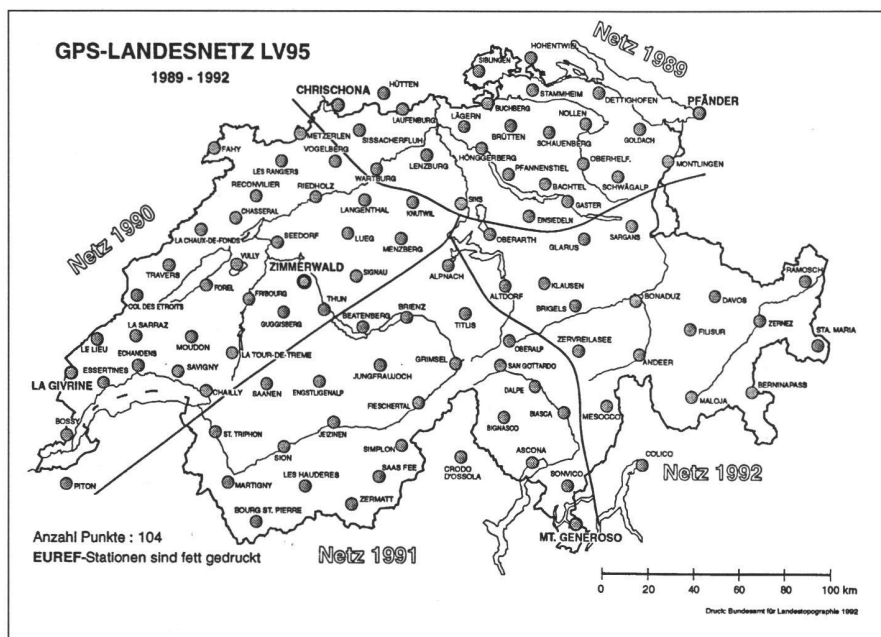 GPS-LANDESNETZ LV95
1989 - 1992
HOHENTWIEL
SIBLINGEN
Netz 1989
HÜTTEN
CHRISCHONA
STAMMHEIM
DETTIGHOFEN
BUCHBERG
PFÄNDER
LAUFENBURG
LÄGERN
NOLLEN
METZERLEN
SISSACHERFLUH
BRÜTTEN
SCHAUENBERG
GOLDACH
FAHY
VOGELBERG
HÖNGGERBERG
LES RANGIERS
LENZBURG
OBERHELF.
MONTLINGEN
WARTBURG
PFANNENSTIEL
RECONVILIER
RIEDHOLZ
BACHTEL
SCHWÄGALP
LANGENTHAL
KNUTWIL
SINS
GASTER
CHASSERAL
EINSIEDELN
Netz 1990
LA CHAUX-DE-FONDS
SEEDORF
LUEG
MENZBERG
OBERARTH
GLARUS
SARGANS
VULLY
ZIMMERWALD
TRAVERS
SIGNAU
ALPNACH
RAMOSCH
COL DES ETROITS
FOREL
FRIBOURG
ALTDORF
KLAUSEN
BONADUZ
DAVOS
THUN
BRIENZ
BRIGELS
GUGGISBERG
BEATENBERG
TITLIS
LA SARRAZ
MOUDON
FILISUR
ZERNEZ
STA. MARIA
LE LIEU
ECHANDENS
LA TOUR-DE-TREME
OBERALP
ZERVREILASEE
ESSERTINES
SAVIGNY
GRIMSEL
SAN GOTTARDO
ANDEER
LA GIVRINE
JUNGFRAUJOCH
CHAILLY
SAANEN
ENGSTLIGENALP
DALPE
BERNINAPASS
FIESCHERTAL
MALOJA
BIASCA
MESOCCO
BIGNASCO
BOSSY
ST. TRIPHON
JEIZINEN
SIMPLON
SION
ASCONA
COLICO
CRODO
D'OSSOLA
Netz 1992
PITON
MARTIGNY
LES HAUDERES
SAAS FEE
SONVICO
ZERMATT
BOURG ST. PIERRE
MT. GENEROSO
Anzahl Punkte : 104
EUREF-Stationen sind fett gedruckt
Netz 1991
0 20 40 60 80 100 km
Druck: Bundesamt für Landestopographie 1992